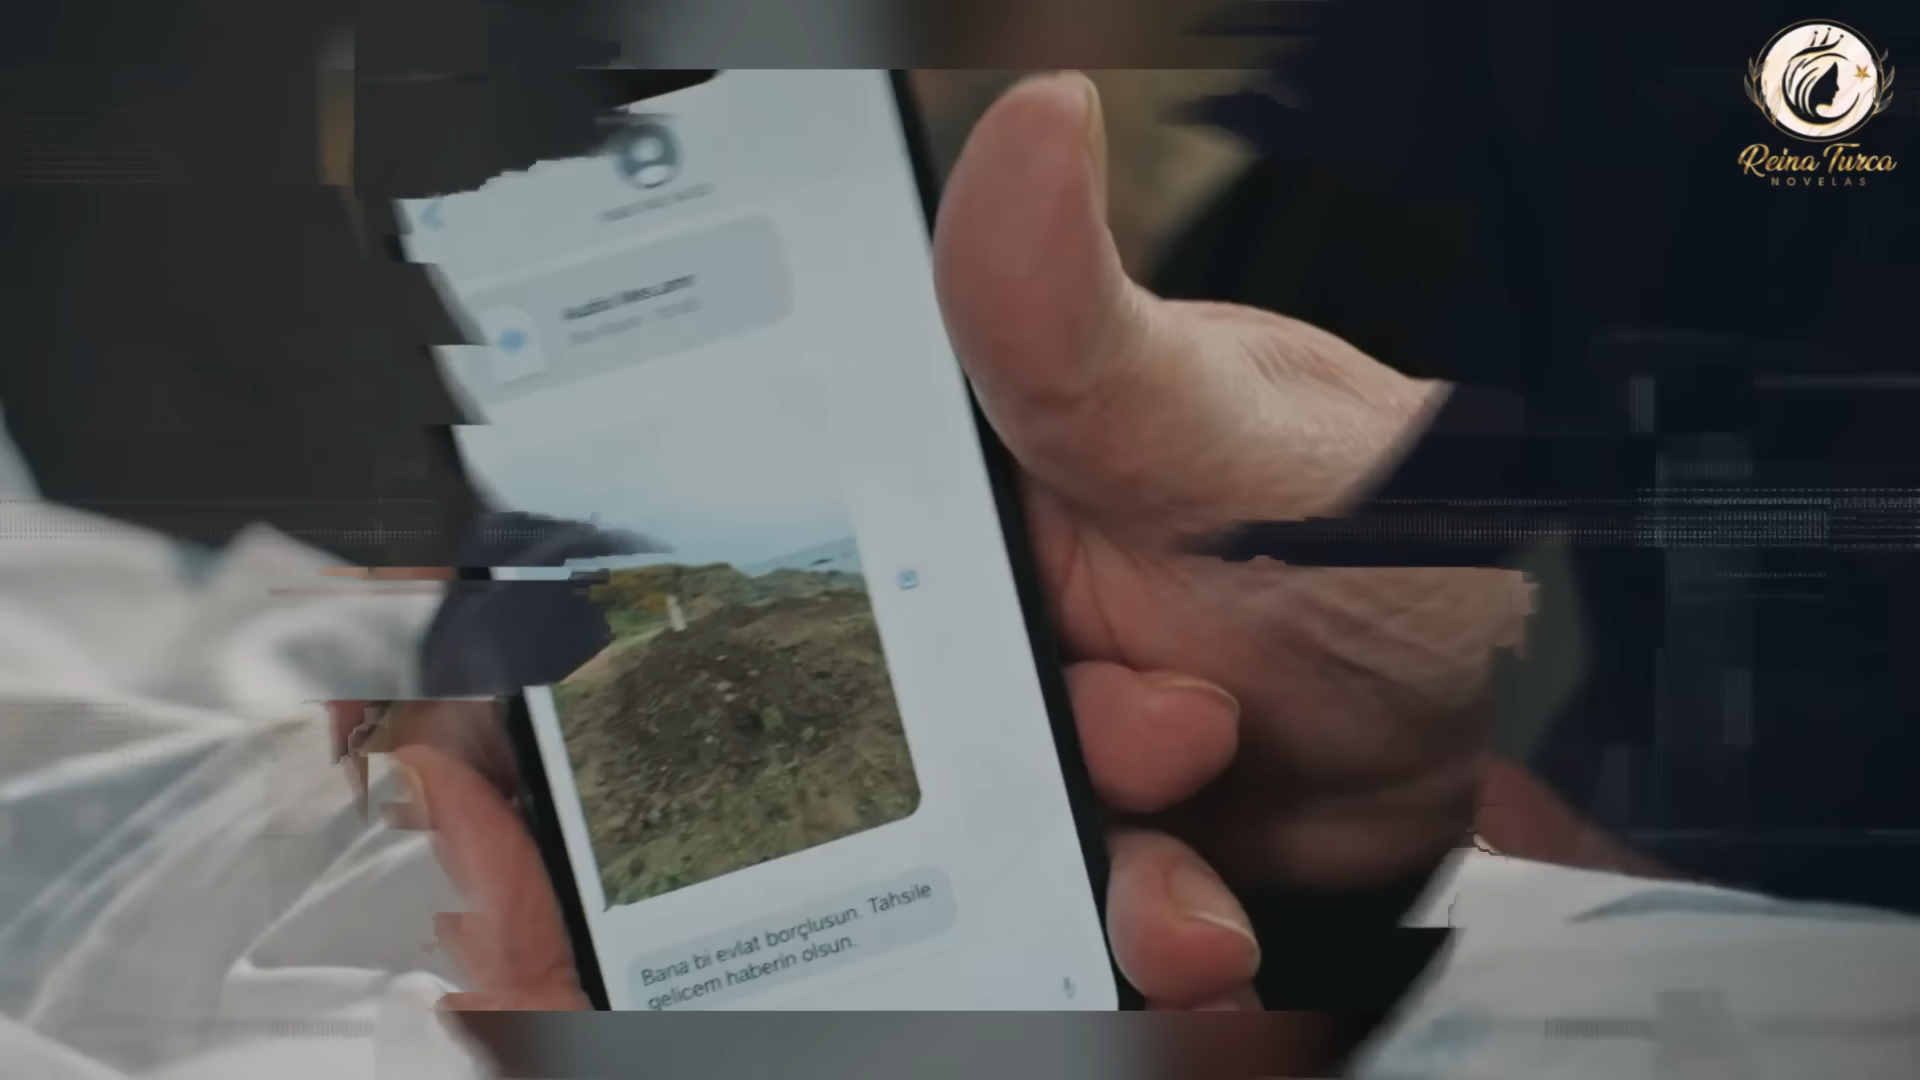 Reina Turca
NOVELAS
Bana bi evlat borçlusun. Tahsile
gelicem haberin olsun.